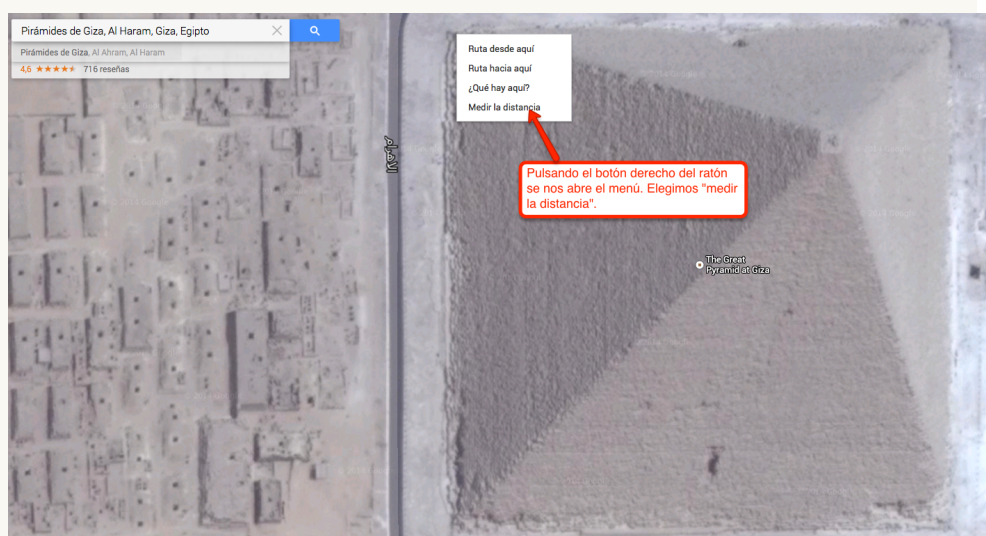 Pirámides de Giza, Al Haram, Giza, Egipto
Pirámides de Giza, Al Ahram, Al Haram
4,6 716 reseñas
Ruta desde aquí
Ruta hacia aquí
¿Qué hay aquí?
Medir la distancia
الاهرام
Pulsando el botón derecho del ratón
se nos abre el menú. Elegimos "medir
la distancia".
The Great
Pyramid at Giza